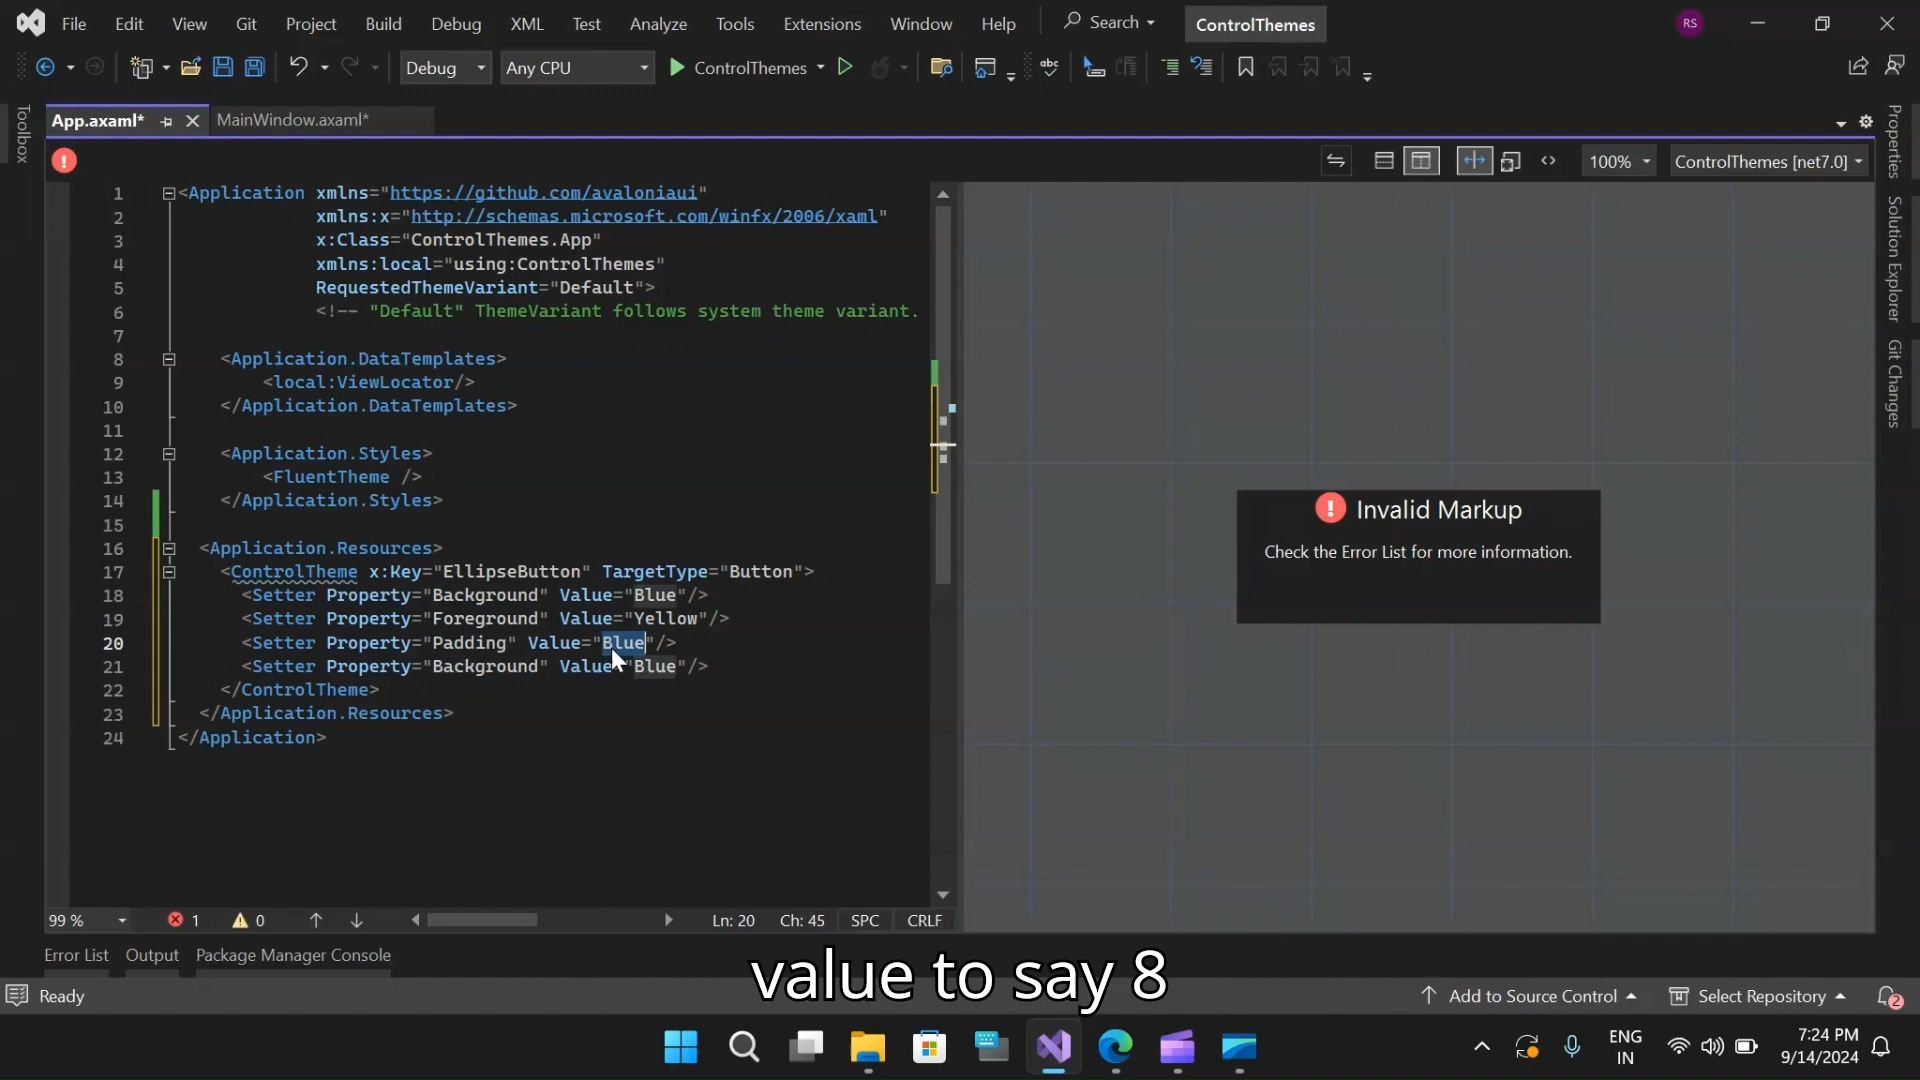 File Edit View Git Project Build Debug XML Test Analyze Tools Extensions Window Help Search ControlThemes RS
Debug Any CPU ControlThemes abc
Toolbox
App.axaml* MainWindow.axaml*
100% ControlThemes [net7.0]
Properties
Solution Explorer
Git Changes
1 <Application xmlns="https://github.com/avaloniaui"
2 xmlns:x="http://schemas.microsoft.com/winfx/2006/xaml"
3 x:Class="ControlThemes.App"
4 xmlns:local="using:ControlThemes"
5 RequestedThemeVariant="Default">
6 <!-- "Default" ThemeVariant follows system theme variant.
7
8 <Application.DataTemplates>
9 <local:ViewLocator/>
10 </Application.DataTemplates>
11
12 <Application.Styles>
13 <FluentTheme />
14 </Application.Styles>
15
16 <Application.Resources>
17 <ControlTheme x:Key="EllipseButton" TargetType="Button">
18 <Setter Property="Background" Value="Blue"/>
19 <Setter Property="Foreground" Value="Yellow"/>
20 <Setter Property="Padding" Value="Blue"/>
21 <Setter Property="Background" Value="Blue"/>
22 </ControlTheme>
23 </Application.Resources>
24 </Application>
! Invalid Markup
Check the Error List for more information.
99 % 1 0 Ln: 20 Ch: 45 SPC CRLF
Error List Output Package Manager Console
value to say 8
Ready Add to Source Control Select Repository 2
ENG
IN
7:24 PM
9/14/2024